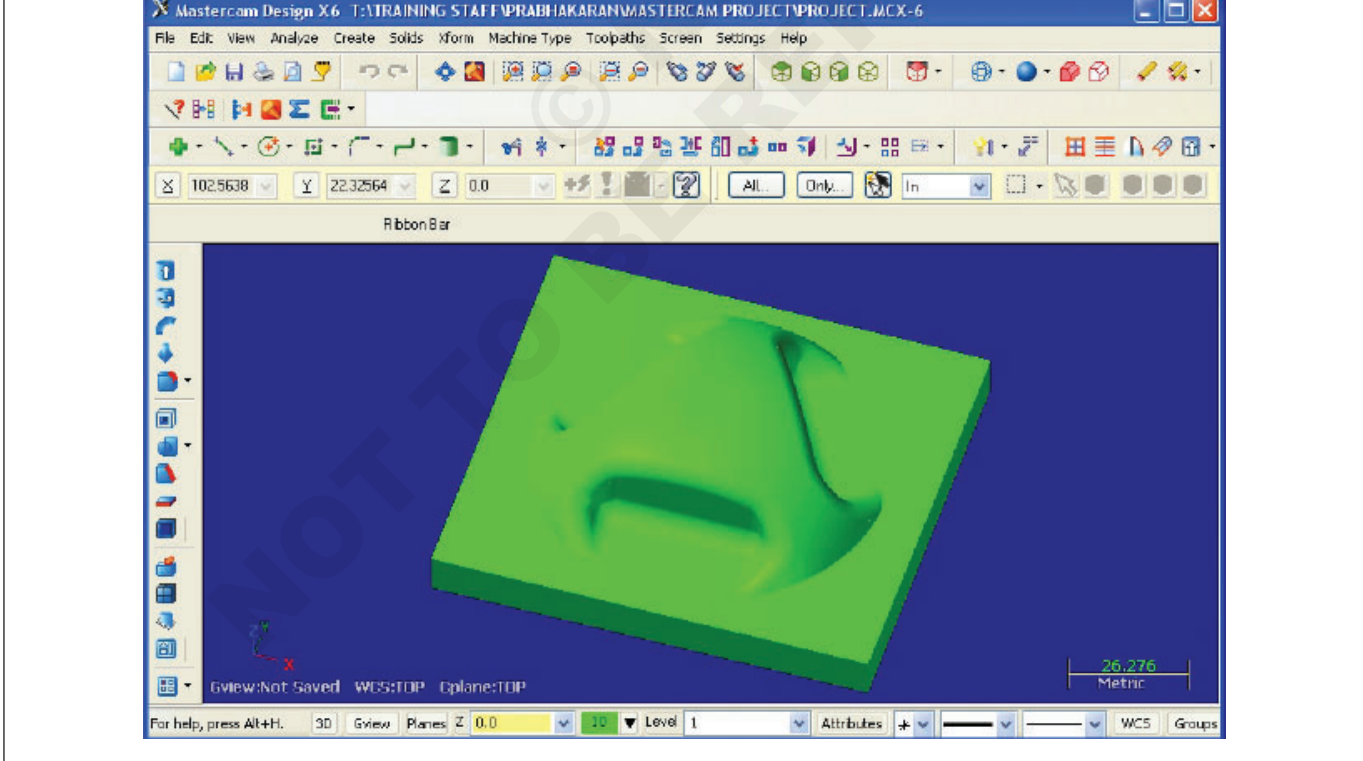 Mastercam Design X6 T:\TRAINING STAFF\PRABHAKARAN\MASTERCAM PROJECT\PROJECT.MCX-6
File Edit View Analyze Create Solids Xform Machine Type Toolpaths Screen Settings Help
X 102.5638 Y 22.32564 Z 0.0 All... Only... In
Ribbon Bar
© NOT TO BE
Y
X
Gview:Not Saved WCS:TOP Cplane:TOP
26.276
Metric
For help, press Alt+H. 3D Gview Planes Z 0.0 10 Level 1 Attributes WCS Groups